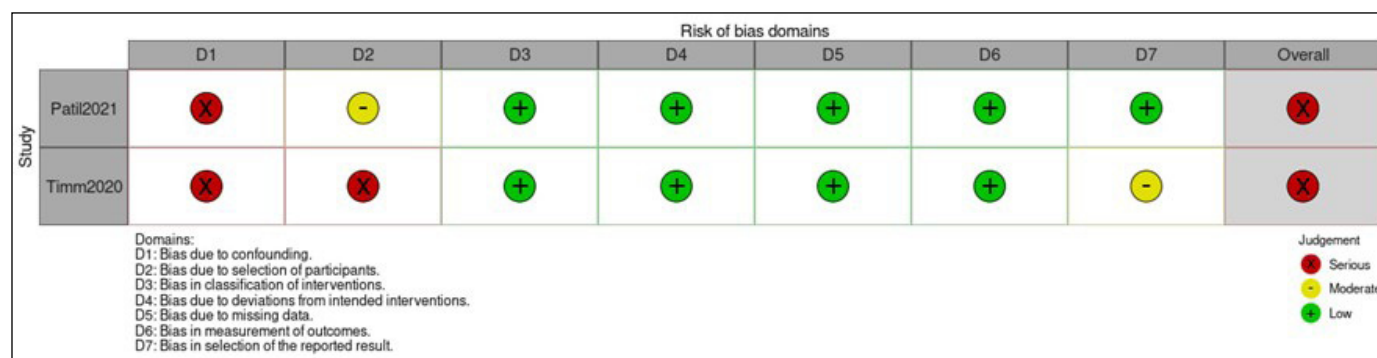 Risk of bias domains
D1 D2 D3 D4 D5 D6 D7 Overall
Study
Patil2021 X - + + + + + X
Timm2020 X X + + + + - X
Domains:
D1: Bias due to confounding.
D2: Bias due to selection of participants.
D3: Bias in classification of interventions.
D4: Bias due to deviations from intended interventions.
D5: Bias due to missing data.
D6: Bias in measurement of outcomes.
D7: Bias in selection of the reported result.
Judgement
X Serious
- Moderate
+ Low